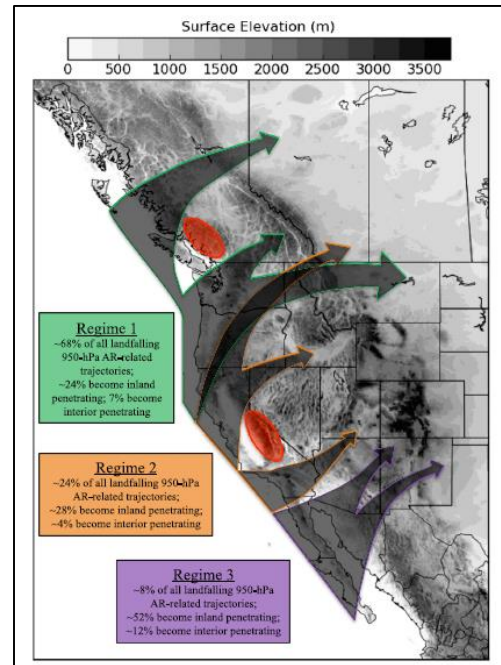 Surface Elevation (m)
0 500 1000 1500 2000 2500 3000 3500
Regime 1
~68% of all landfalling
950-hPa AR-related
trajectories;
~24% become inland
penetrating; 7% become
interior penetrating
Regime 2
~24% of all landfalling 950-hPa
AR-related trajectories;
~28% become inland penetrating;
~4% become interior penetrating
Regime 3
~8% of all landfalling 950-hPa
AR-related trajectories;
~52% become inland penetrating;
~12% become interior penetrating